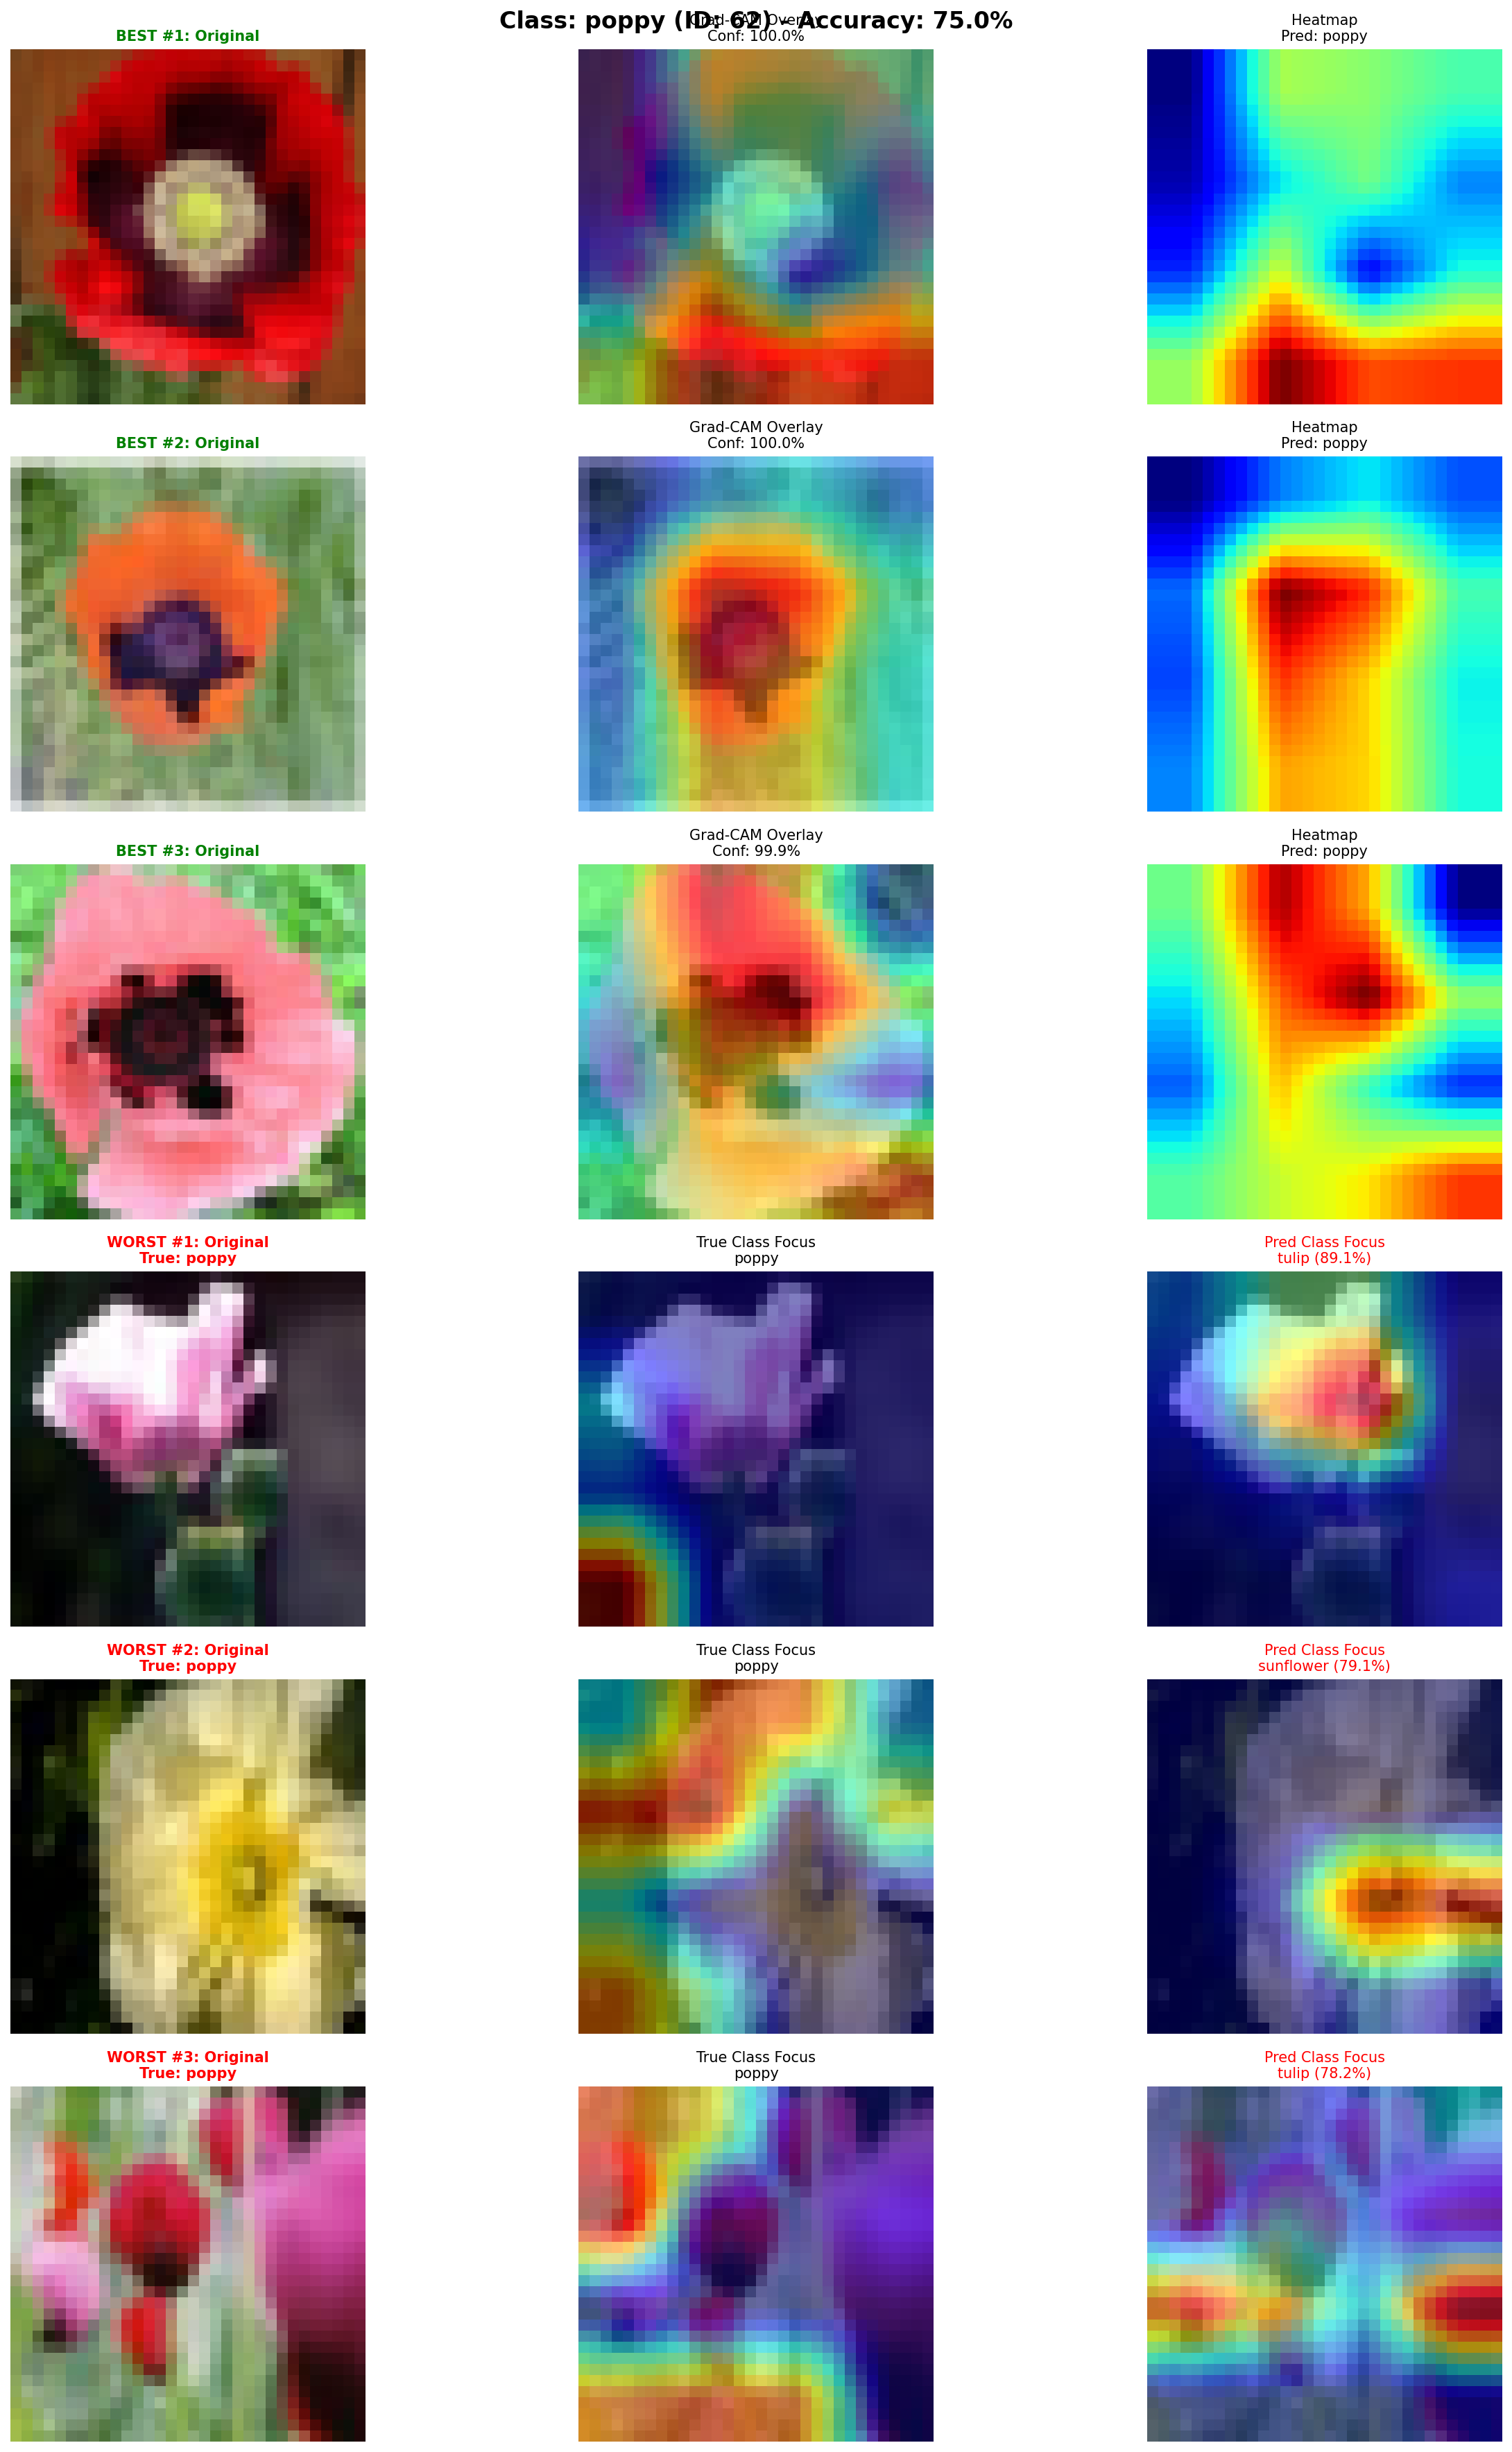 Class: poppy (ID: 62) - Accuracy: 75.0%
BEST #1: Original
Grad-CAM Overlay
Conf: 100.0%
Heatmap
Pred: poppy
BEST #2: Original
Grad-CAM Overlay
Conf: 100.0%
Heatmap
Pred: poppy
BEST #3: Original
Grad-CAM Overlay
Conf: 99.9%
Heatmap
Pred: poppy
WORST #1: Original
True: poppy
True Class Focus
poppy
Pred Class Focus
tulip (89.1%)
WORST #2: Original
True: poppy
True Class Focus
poppy
Pred Class Focus
sunflower (79.1%)
WORST #3: Original
True: poppy
True Class Focus
poppy
Pred Class Focus
tulip (78.2%)